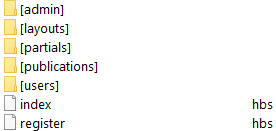 [admin]
[layouts]
[partials]
[publications]
[users]
index hbs
register hbs